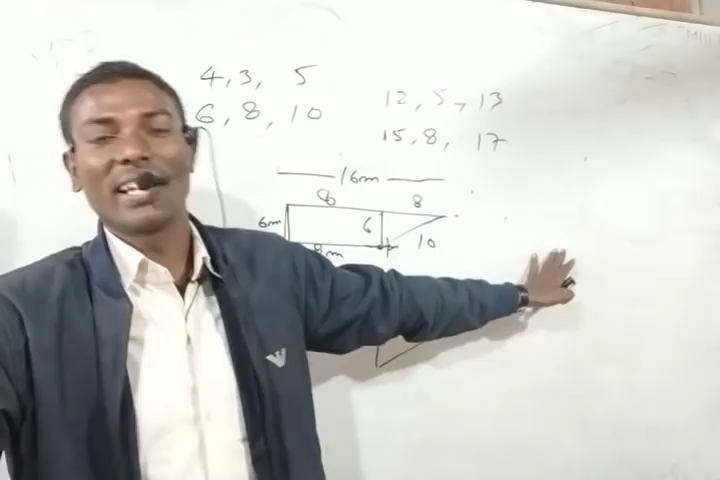 4, 3, 5
6, 8, 10
12, 5, 13
15, 8, 17
16m
8 8
6m 6
8m 10